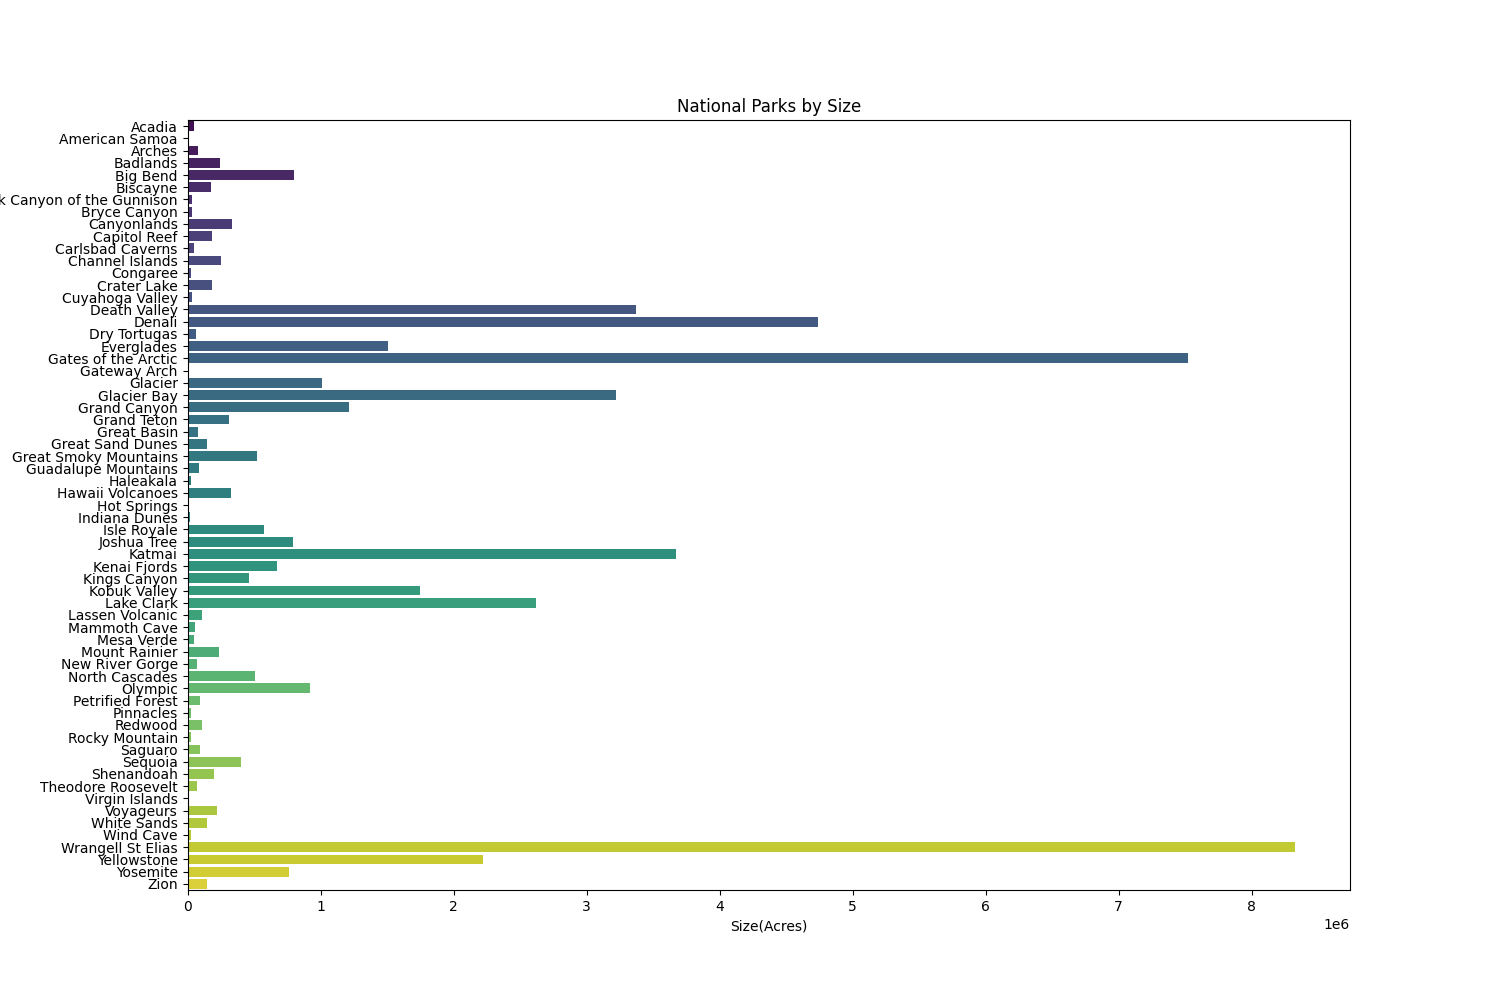 National Parks by Size
Acadia
American Samoa
Arches
Badlands
Big Bend
Biscayne
k Canyon of the Gunnison
Bryce Canyon
Canyonlands
Capitol Reef
Carlsbad Caverns
Channel Islands
Congaree
Crater Lake
Cuyahoga Valley
Death Valley
Denali
Dry Tortugas
Everglades
Gates of the Arctic
Gateway Arch
Glacier
Glacier Bay
Grand Canyon
Grand Teton
Great Basin
Great Sand Dunes
Great Smoky Mountains
Guadalupe Mountains
Haleakala
Hawaii Volcanoes
Hot Springs
Indiana Dunes
Isle Royale
Joshua Tree
Katmai
Kenai Fjords
Kings Canyon
Kobuk Valley
Lake Clark
Lassen Volcanic
Mammoth Cave
Mesa Verde
Mount Rainier
New River Gorge
North Cascades
Olympic
Petrified Forest
Pinnacles
Redwood
Rocky Mountain
Saguaro
Sequoia
Shenandoah
Theodore Roosevelt
Virgin Islands
Voyageurs
White Sands
Wind Cave
Wrangell St Elias
Yellowstone
Yosemite
Zion
0 1 2 3 4 5 6 7 8
Size(Acres)
1e6